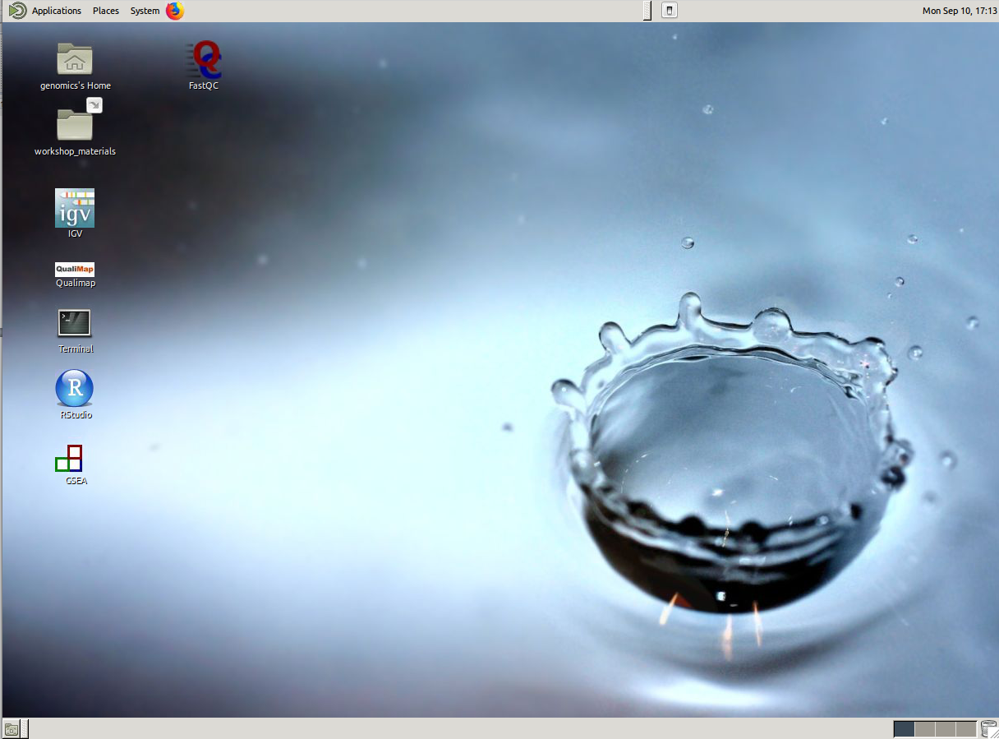 Applications Places System
Mon Sep 10, 17:13
genomics's Home
QC
FastQC
workshop_materials
igv
IGV
QualiMap
Qualimap
>_
Terminal
R
RStudio
GSEA